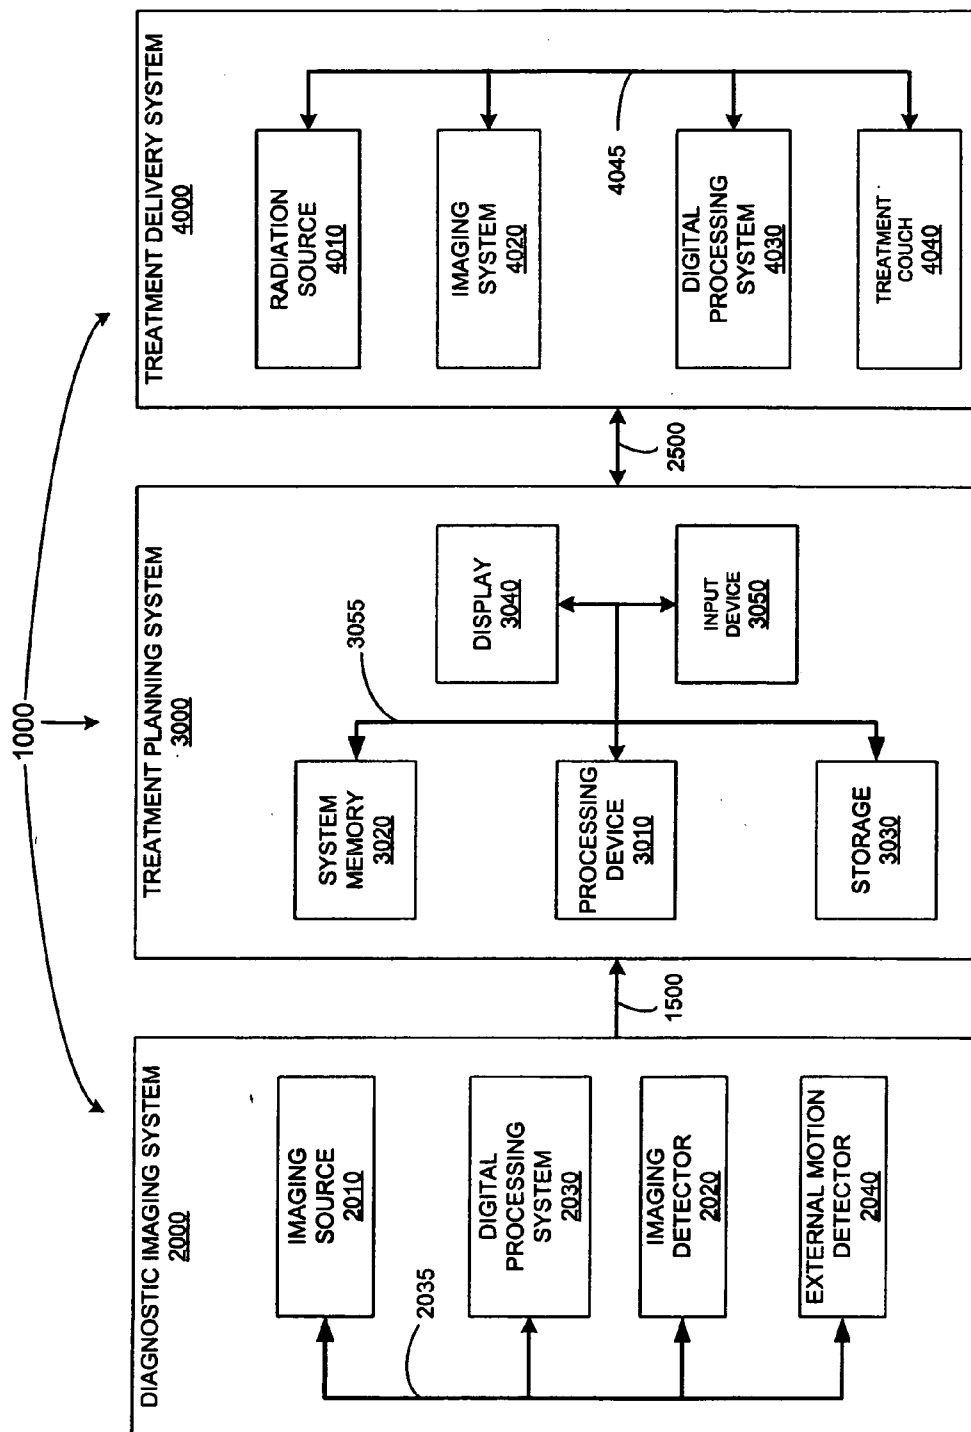 1000
DIAGNOSTIC IMAGING SYSTEM
2000
IMAGING
SOURCE
2010
DIGITAL
PROCESSING
SYSTEM
2030
IMAGING
DETECTOR
2020
EXTERNAL MOTION
DETECTOR
2040
2035
1500
TREATMENT PLANNING SYSTEM
3000
SYSTEM
MEMORY
3020
PROCESSING
DEVICE
3010
STORAGE
3030
3055
DISPLAY
3040
INPUT
DEVICE
3050
2500
TREATMENT DELIVERY SYSTEM
4000
RADIATION
SOURCE
4010
IMAGING
SYSTEM
4020
DIGITAL
PROCESSING
SYSTEM
4030
TREATMENT
COUCH
4040
4045